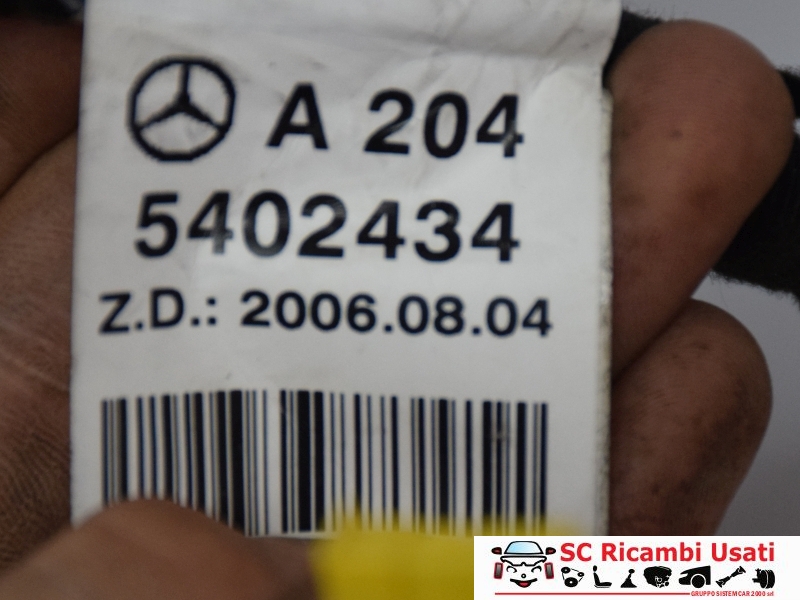 A 204
5402434
Z.D.: 2006.08.04
SC Ricambi Usati
GRUPPO SISTEMCAR 2000 srl